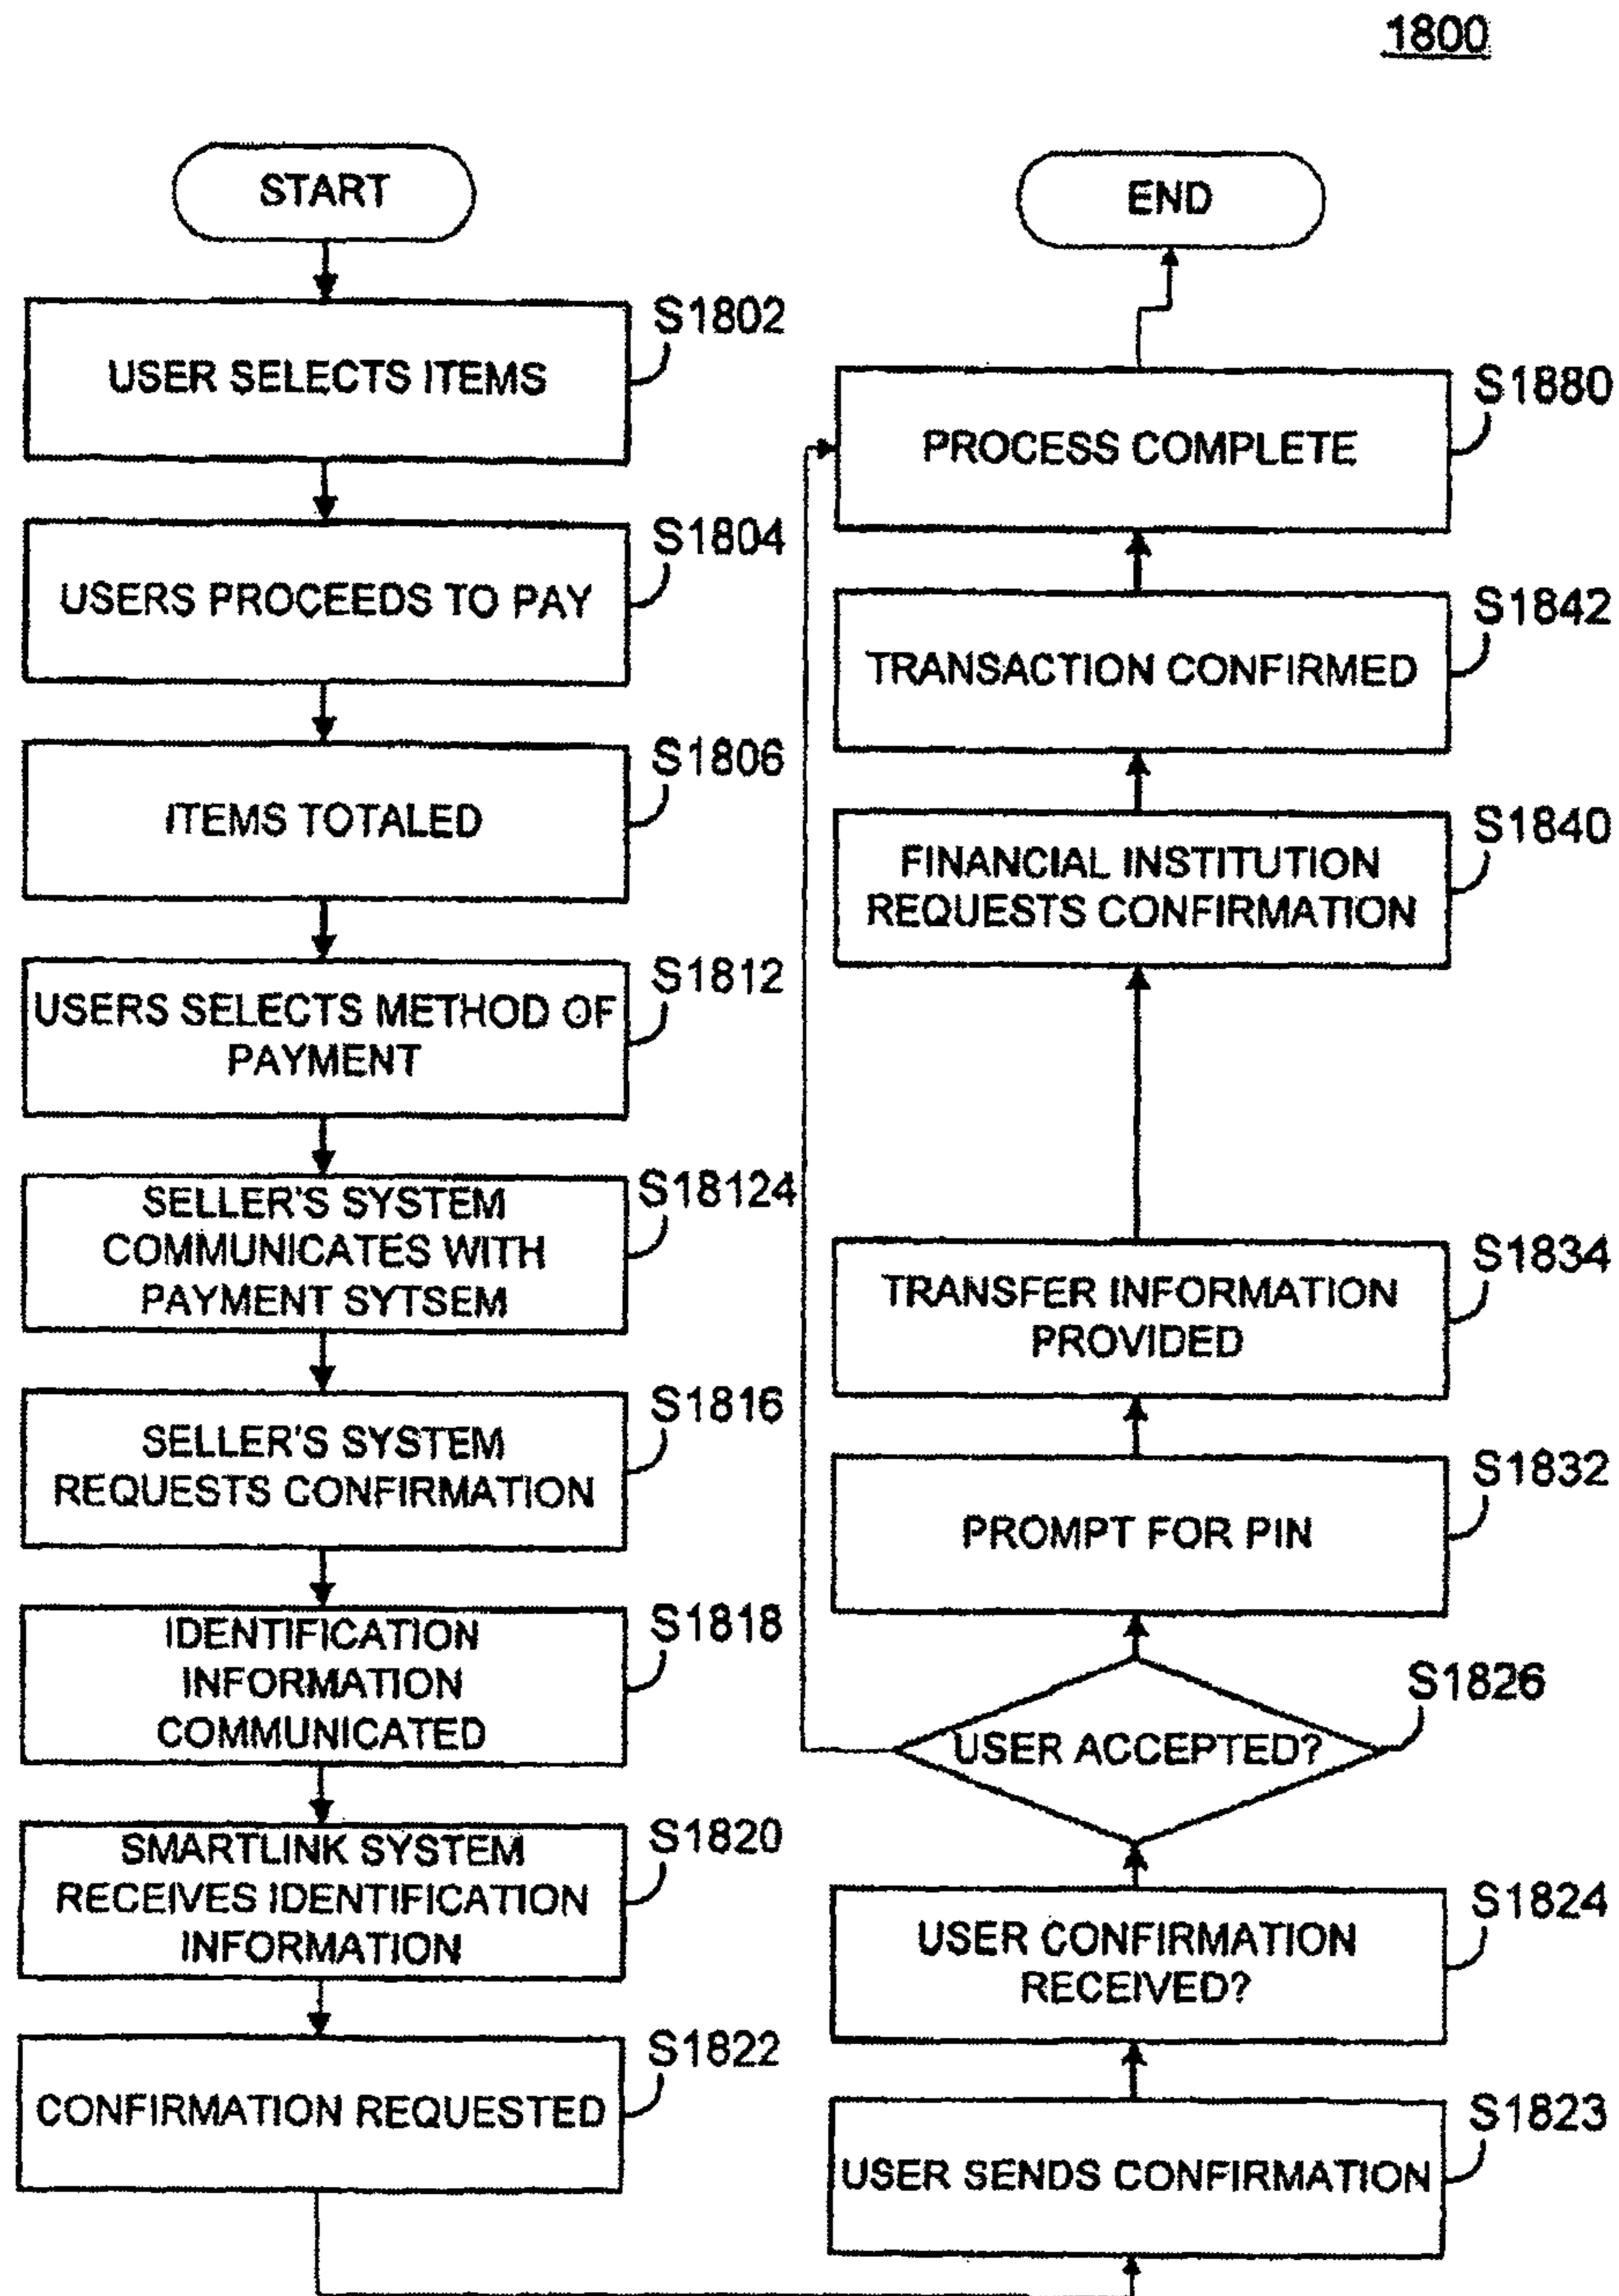 1800
START
USER SELECTS ITEMS
S1802
USERS PROCEEDS TO PAY
S1804
ITEMS TOTALED
S1806
USERS SELECTS METHOD OF
PAYMENT
S1812
SELLER'S SYSTEM
COMMUNICATES WITH
PAYMENT SYTSEM
S18124
SELLER'S SYSTEM
REQUESTS CONFIRMATION
S1816
IDENTIFICATION
INFORMATION
COMMUNICATED
S1818
SMARTLINK SYSTEM
RECEIVES IDENTIFICATION
INFORMATION
S1820
CONFIRMATION REQUESTED
S1822
USER SENDS CONFIRMATION
S1823
USER CONFIRMATION
RECEIVED?
S1824
USER ACCEPTED?
S1826
PROMPT FOR PIN
S1832
TRANSFER INFORMATION
PROVIDED
S1834
FINANCIAL INSTITUTION
REQUESTS CONFIRMATION
S1840
TRANSACTION CONFIRMED
S1842
PROCESS COMPLETE
S1880
END